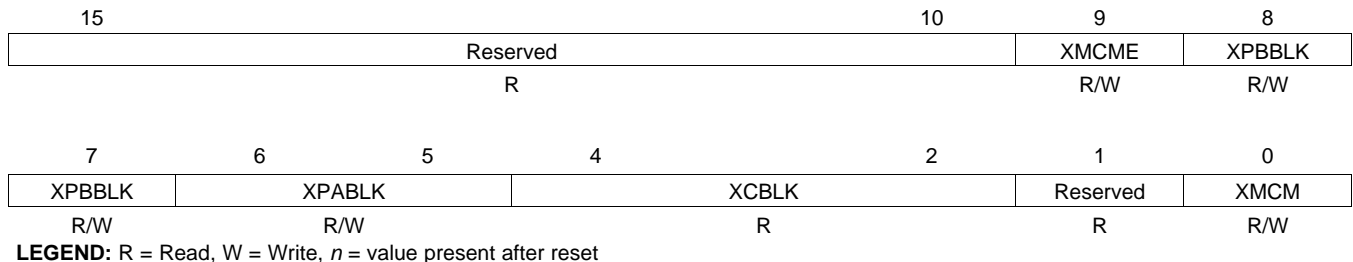 15 10 9 8
Reserved XMCME XPBBLK
R R/W R/W
7 6 5 4 2 1 0
XPBBLK XPABLK XCBLK Reserved XMCM
R/W R/W R R R/W
LEGEND: R = Read, W = Write, n = value present after reset